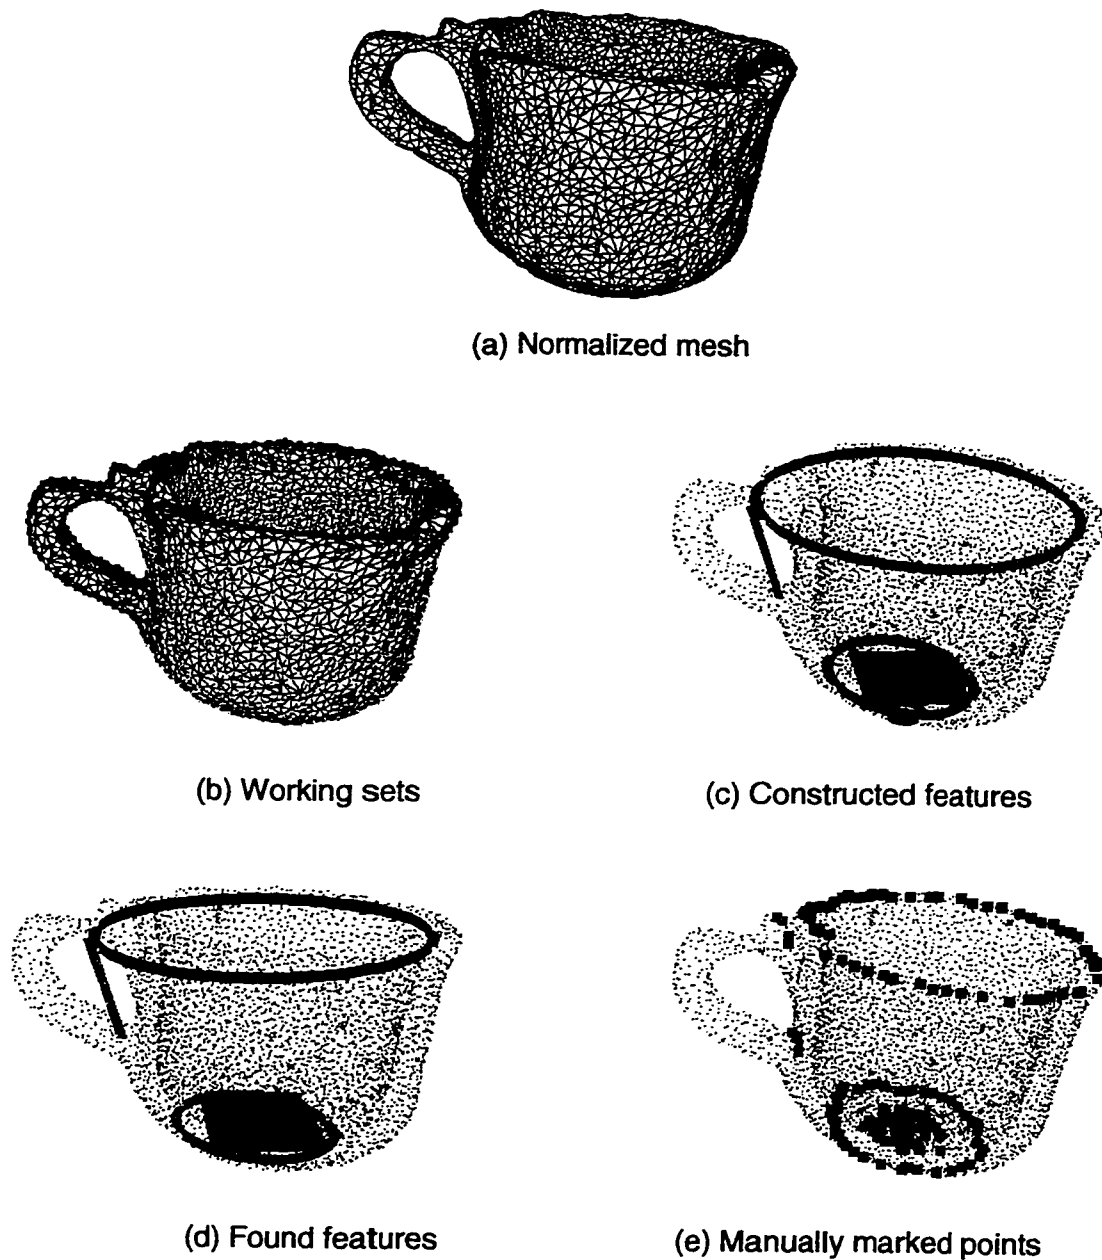 (a) Normalized mesh
(b) Working sets
(c) Constructed features
(d) Found features
(e) Manually marked points